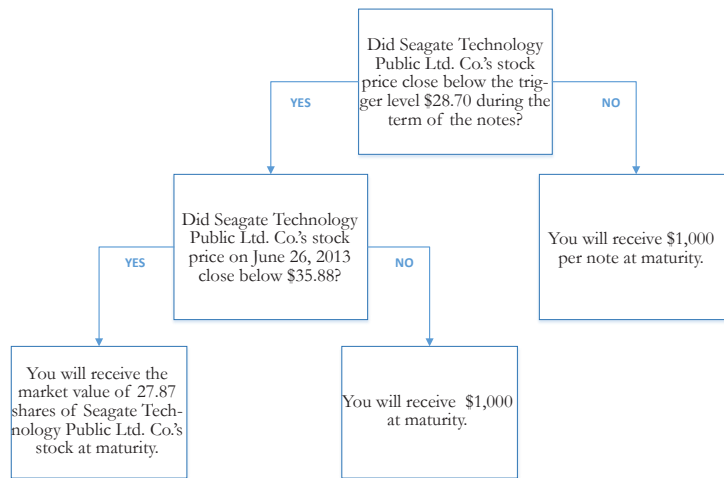 Did Seagate Technology
Public Ltd. Co.'s stock
price close below the trig-
ger level $28.70 during the
term of the notes?
YES
NO
Did Seagate Technology
Public Ltd. Co.'s stock
price on June 26, 2013
close below $35.88?
You will receive $1,000
per note at maturity.
YES
NO
You will receive the
market value of 27.87
shares of Seagate Tech-
nology Public Ltd. Co.'s
stock at maturity.
You will receive $1,000
at maturity.